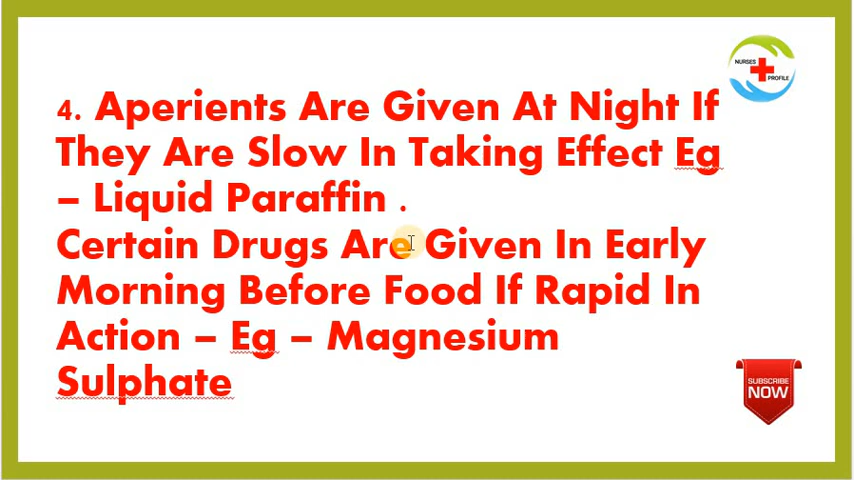 NURSES PROFILE
4. Aperients Are Given At Night If
They Are Slow In Taking Effect Eg
– Liquid Paraffin .
Certain Drugs Are Given In Early
Morning Before Food If Rapid In
Action – Eg – Magnesium
Sulphate
SUBSCRIBE
NOW